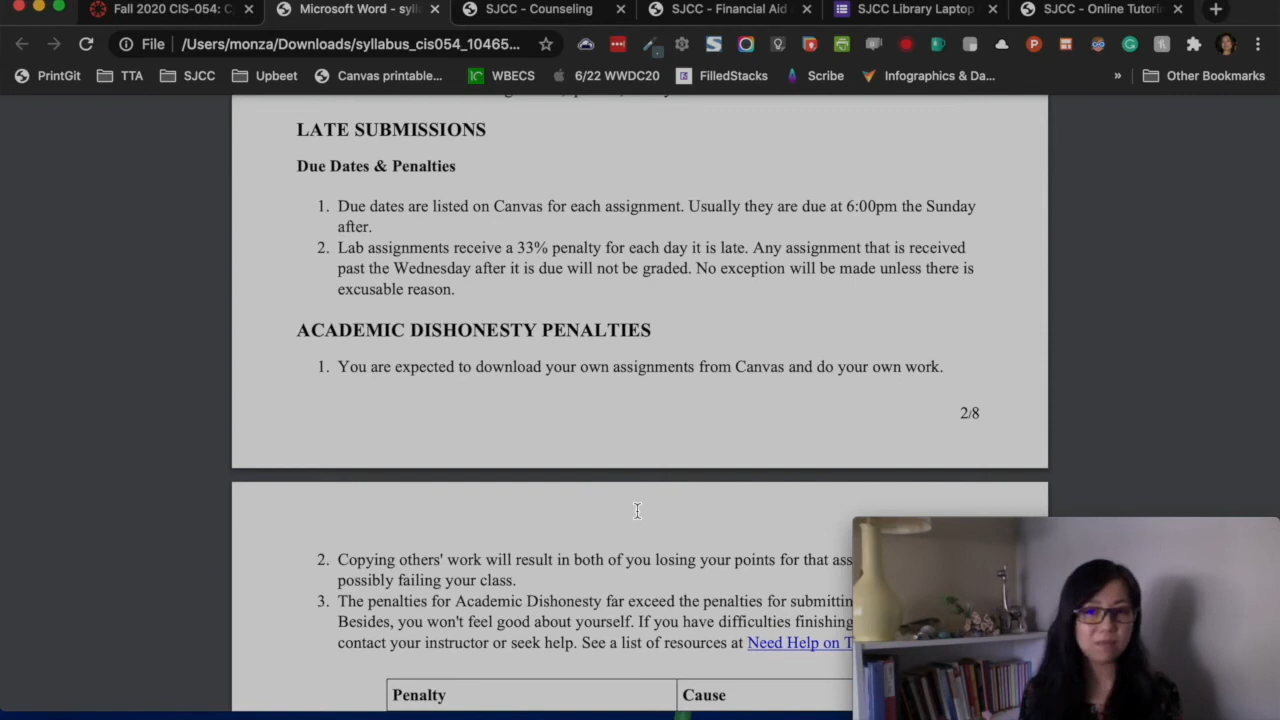 Fall 2020 CIS-054: C
Microsoft Word - syll
SJCC - Counseling
SJCC - Financial Aid
SJCC Library Laptop
SJCC - Online Tutorin
File
/Users/monza/Downloads/syllabus_cis054_10465...
PrintGit
TTA
SJCC
Upbeet
Canvas printable...
WBECS
6/22 WWDC20
FilledStacks
Scribe
Infographics & Da...
»
Other Bookmarks
LATE SUBMISSIONS
Due Dates & Penalties
1. Due dates are listed on Canvas for each assignment. Usually they are due at 6:00pm the Sunday
after.
2. Lab assignments receive a 33% penalty for each day it is late. Any assignment that is received
past the Wednesday after it is due will not be graded. No exception will be made unless there is
excusable reason.
ACADEMIC DISHONESTY PENALTIES
1. You are expected to download your own assignments from Canvas and do your own work.
2/8
2. Copying others' work will result in both of you losing your points for that ass
possibly failing your class.
3. The penalties for Academic Dishonesty far exceed the penalties for submittin
Besides, you won't feel good about yourself. If you have difficulties finishing
contact your instructor or seek help. See a list of resources at Need Help on T
Penalty
Cause